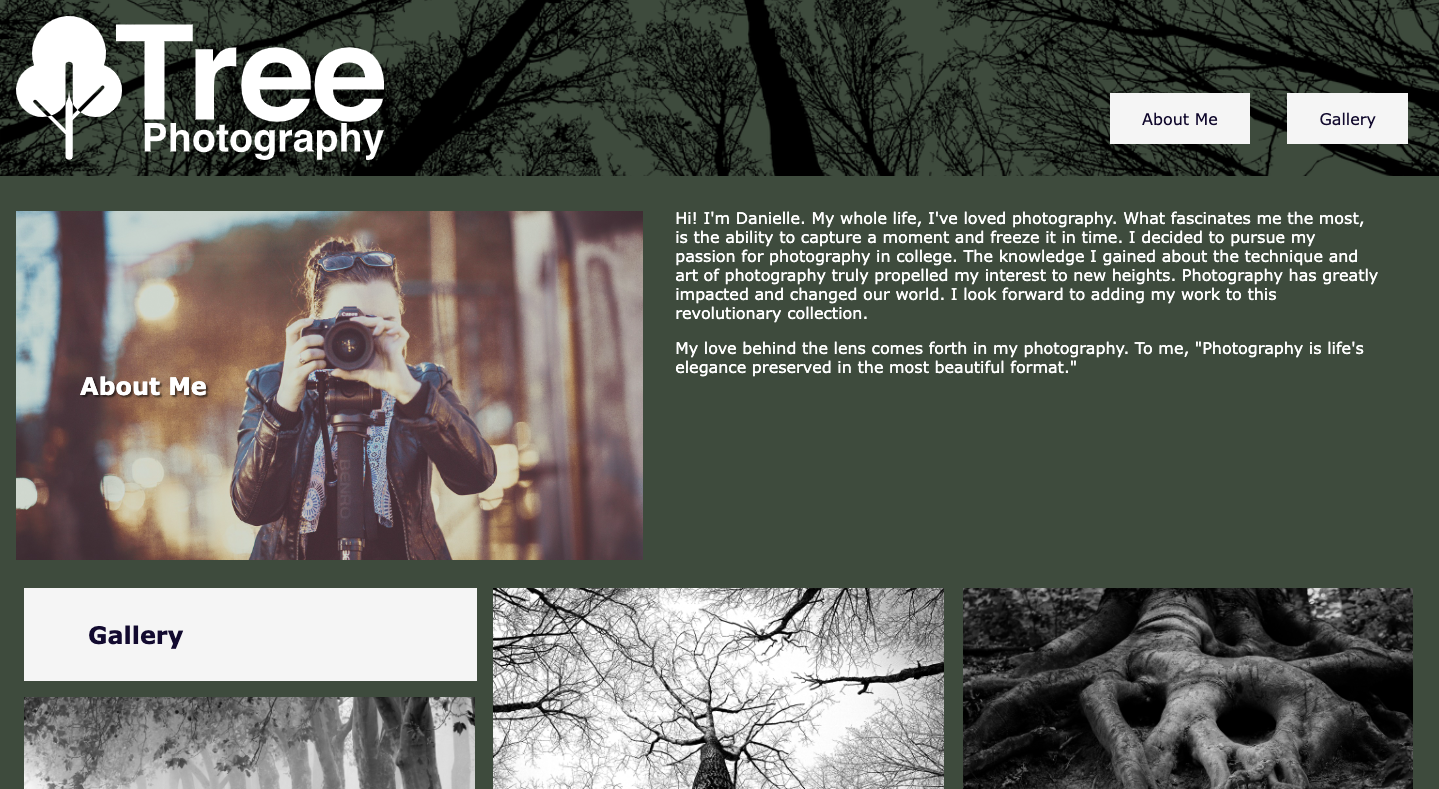 Tree
Photography
About Me
Gallery
Hi! I'm Danielle. My whole life, I've loved photography. What fascinates me the most,
is the ability to capture a moment and freeze it in time. I decided to pursue my
passion for photography in college. The knowledge I gained about the technique and
art of photography truly propelled my interest to new heights. Photography has greatly
impacted and changed our world. I look forward to adding my work to this
revolutionary collection.
My love behind the lens comes forth in my photography. To me, "Photography is life's
elegance preserved in the most beautiful format."
Canon
About Me
BENRO
Gallery